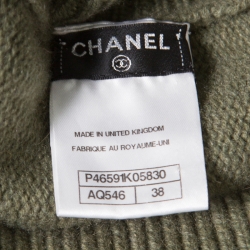 CHANEL
MADE IN UNITED KINGDOM
FABRIQUE AU ROYAUME-UNI
P46591K05830
AQ546 38